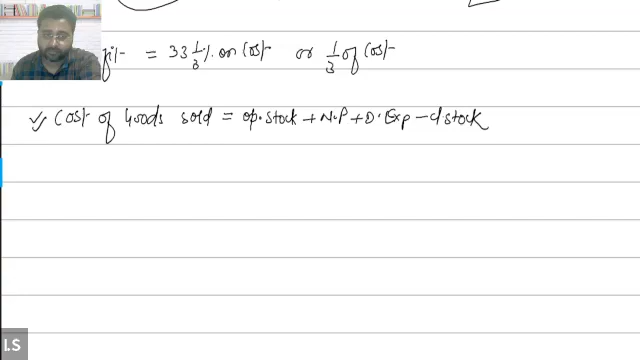 fit = 33 1/3 % on Cost or 1/3 of Cost
Cost of Goods sold = op. stock + N.P + D. Exp - cl stock
I.S